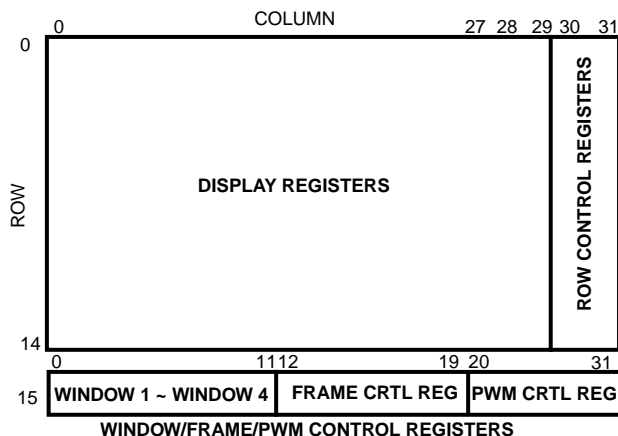 COLUMN
0 27 28 29 30 31
0
ROW
DISPLAY REGISTERS
ROW CONTROL REGISTERS
14
0 11 12 19 20 31
15 WINDOW 1 ~ WINDOW 4 FRAME CRTL REG PWM CRTL REG
WINDOW/FRAME/PWM CONTROL REGISTERS